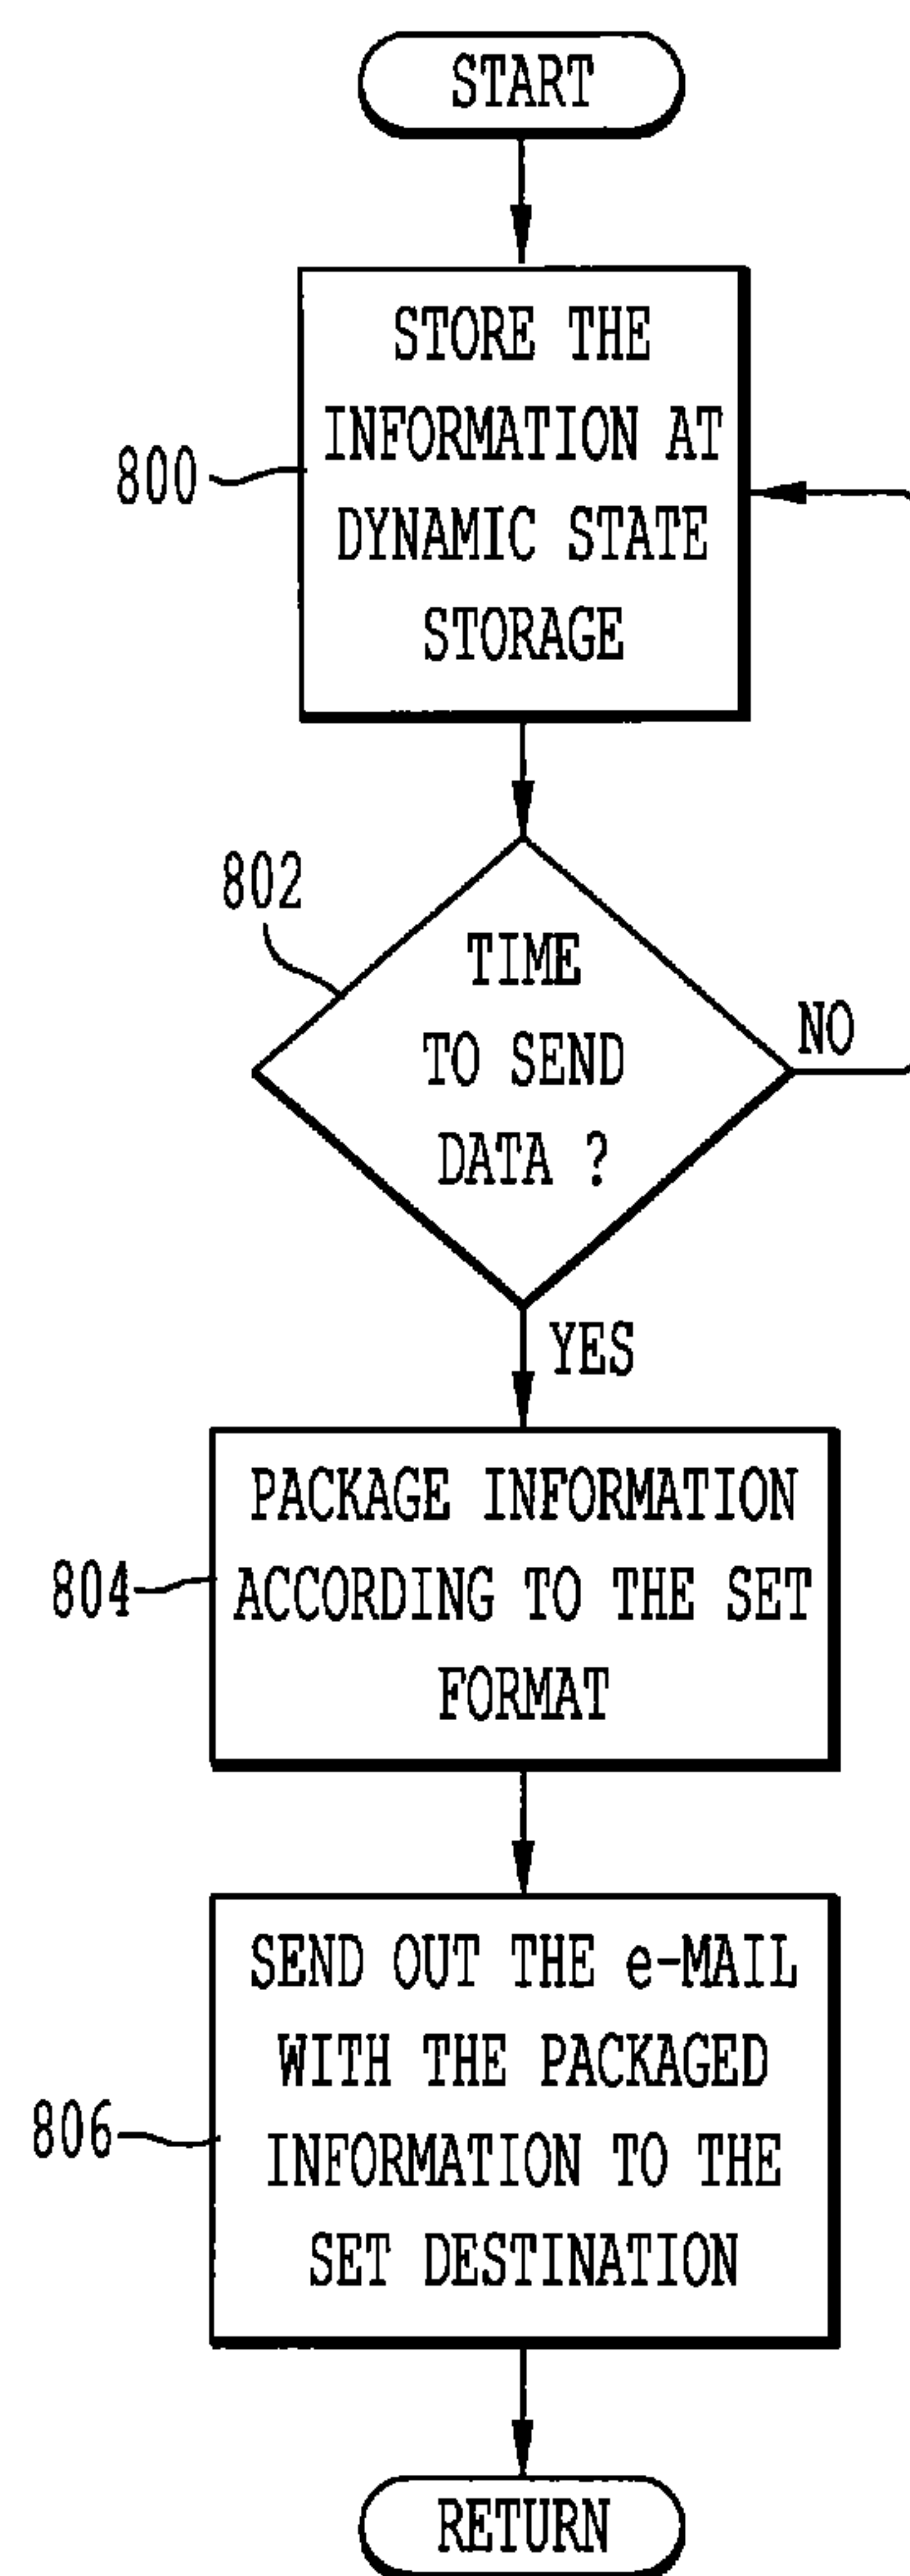 START
STORE THE
INFORMATION AT
DYNAMIC STATE
STORAGE
800
802
TIME
TO SEND
DATA ?
NO
YES
PACKAGE INFORMATION
ACCORDING TO THE SET
FORMAT
804
SEND OUT THE e-MAIL
WITH THE PACKAGED
INFORMATION TO THE
SET DESTINATION
806
RETURN